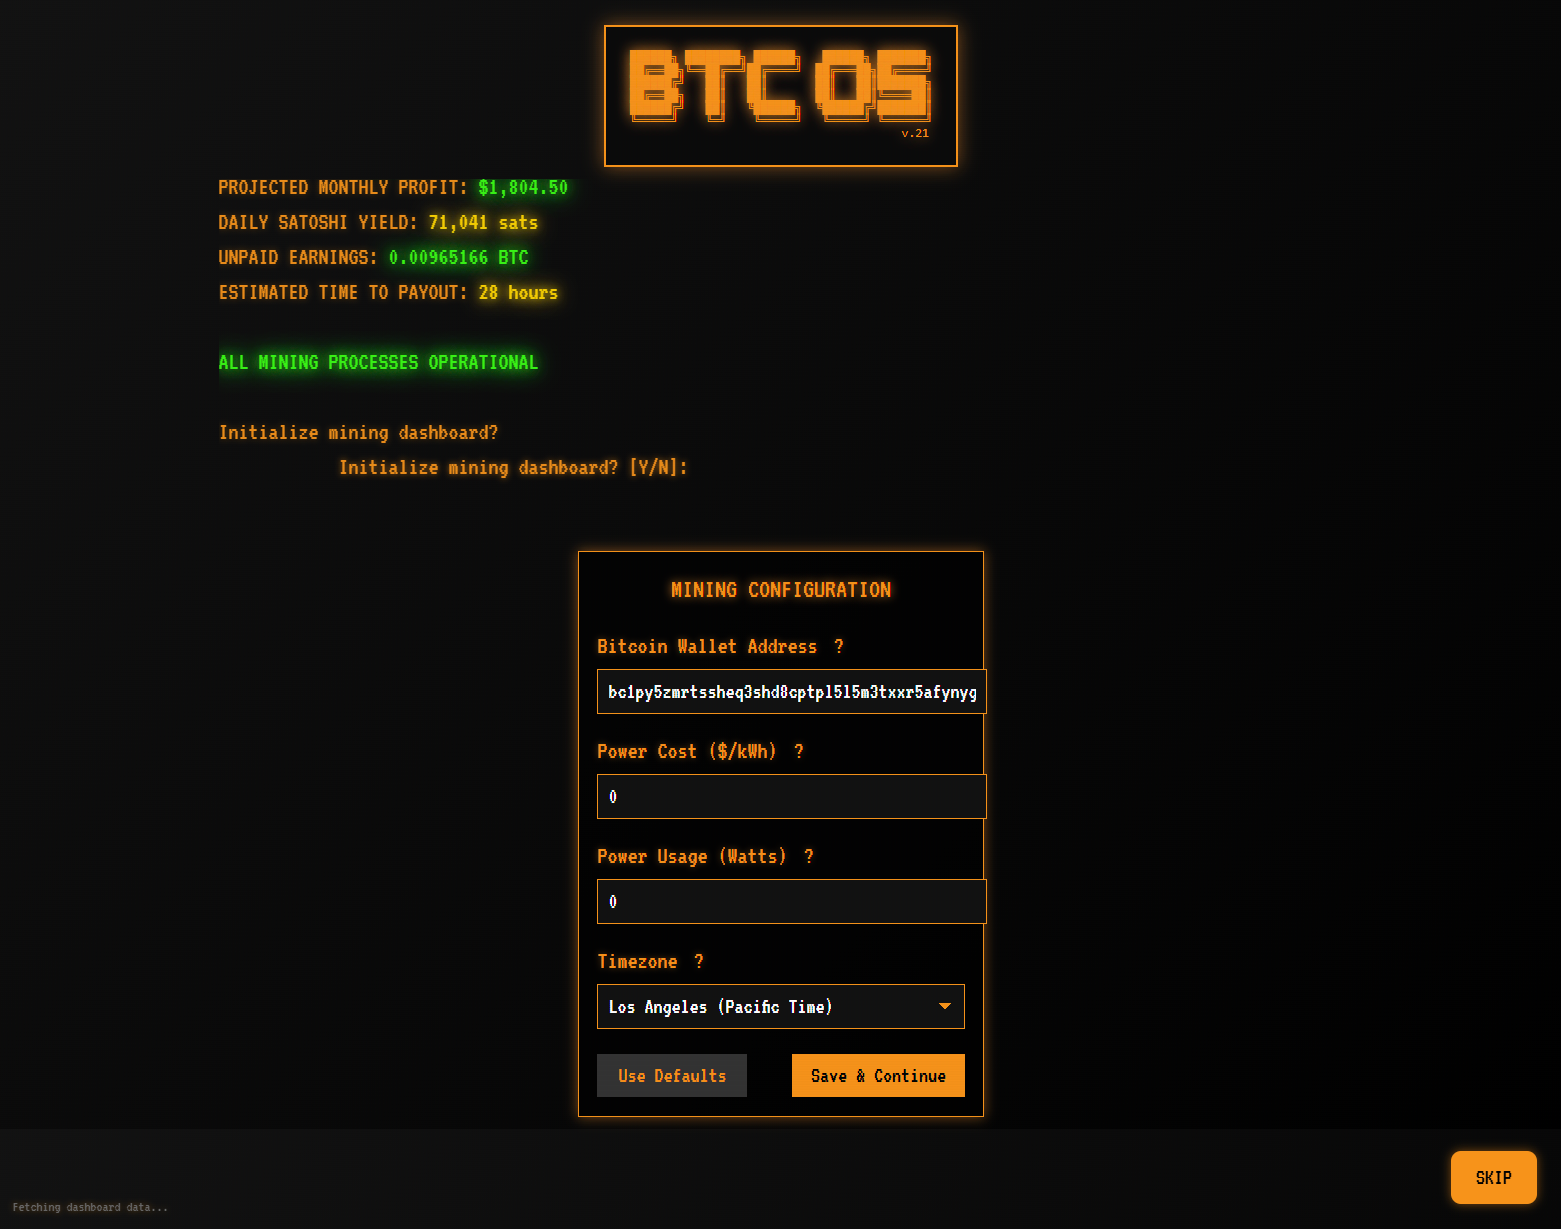 BTC OS
v.21
PROJECTED MONTHLY PROFIT: $1,804.50
DAILY SATOSHI YIELD: 71,041 sats
UNPAID EARNINGS: 0.00965166 BTC
ESTIMATED TIME TO PAYOUT: 28 hours
ALL MINING PROCESSES OPERATIONAL
Initialize mining dashboard?
Initialize mining dashboard? [Y/N]:
MINING CONFIGURATION
Bitcoin Wallet Address ?
bc1py5zmrtssheq3shd8cptpl5l5m3txxr5afynyg
Power Cost ($/kWh) ?
0
Power Usage (Watts) ?
0
Timezone ?
Los Angeles (Pacific Time)
Use Defaults Save & Continue
SKIP
Fetching dashboard data...